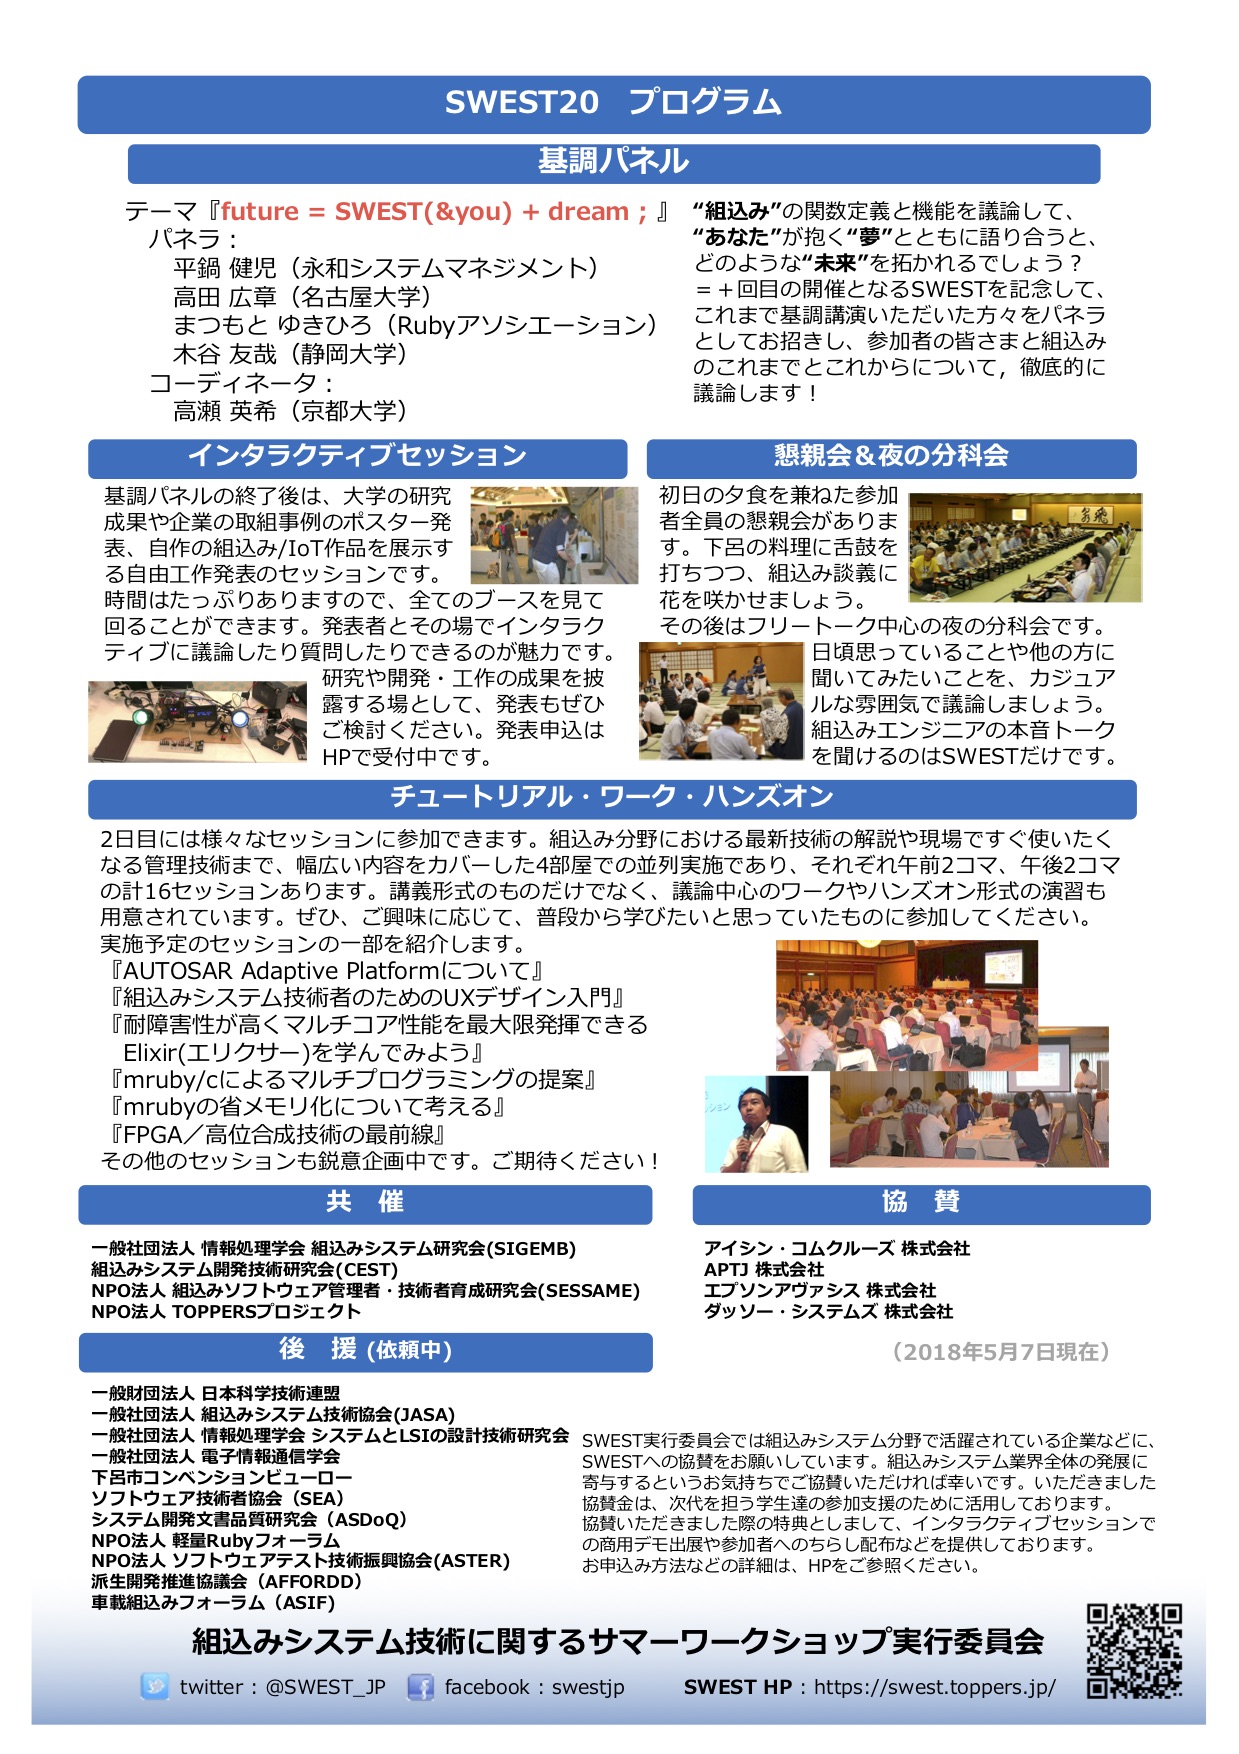 SWEST20　プログラム
基調パネル
テーマ『future = SWEST(&you) + dream ; 』
パネラ：
平鍋 健児（永和システムマネジメント）
高田 広章（名古屋大学）
まつもと ゆきひろ（Rubyアソシエーション）
木谷 友哉（静岡大学）
コーディネータ：
高瀬 英希（京都大学）
“組込み”の関数定義と機能を議論して、
“あなた”が抱く“夢”とともに語り合うと、
どのような“未来”を拓かれるでしょう？
＝＋回目の開催となるSWESTを記念して、
これまで基調講演いただいた方々をパネラ
としてお招きし、参加者の皆さまと組込み
のこれまでとこれからについて，徹底的に
議論します！
インタラクティブセッション
基調パネルの終了後は、大学の研究
成果や企業の取組事例のポスター発
表、自作の組込み/IoT作品を展示す
る自由工作発表のセッションです。
時間はたっぷりありますので、全てのブースを見て
回ることができます。発表者とその場でインタラク
ティブに議論したり質問したりできるのが魅力です。
研究や開発・工作の成果を披
露する場として、発表もぜひ
ご検討ください。発表申込は
HPで受付中です。
懇親会＆夜の分科会
初日の夕食を兼ねた参加
者全員の懇親会がありま
す。下呂の料理に舌鼓を
打ちつつ、組込み談義に
花を咲かせましょう。
その後はフリートーク中心の夜の分科会です。
日頃思っていることや他の方に
聞いてみたいことを、カジュア
ルな雰囲気で議論しましょう。
組込みエンジニアの本音トーク
を聞けるのはSWESTだけです。
チュートリアル・ワーク・ハンズオン
2日目には様々なセッションに参加できます。組込み分野における最新技術の解説や現場ですぐ使いたく
なる管理技術まで、幅広い内容をカバーした4部屋での並列実施であり、それぞれ午前2コマ、午後2コマ
の計16セッションあります。講義形式のものだけでなく、議論中心のワークやハンズオン形式の演習も
用意されています。ぜひ、ご興味に応じて、普段から学びたいと思っていたものに参加してください。
実施予定のセッションの一部を紹介します。
『AUTOSAR Adaptive Platformについて』
『組込みシステム技術者のためのUXデザイン入門』
『耐障害性が高くマルチコア性能を最大限発揮できる
Elixir(エリクサー)を学んでみよう』
『mruby/cによるマルチプログラミングの提案』
『mrubyの省メモリ化について考える』
『FPGA／高位合成技術の最前線』
その他のセッションも鋭意企画中です。ご期待ください！
共　催
一般社団法人 情報処理学会 組込みシステム研究会(SIGEMB)
組込みシステム開発技術研究会(CEST)
NPO法人 組込みソフトウェア管理者・技術者育成研究会(SESSAME)
NPO法人 TOPPERSプロジェクト
協　賛
アイシン・コムクルーズ 株式会社
APTJ 株式会社
エプソンアヴァシス 株式会社
ダッソー・システムズ 株式会社
（2018年5月7日現在）
後　援 (依頼中)
一般財団法人 日本科学技術連盟
一般社団法人 組込みシステム技術協会(JASA)
一般社団法人 情報処理学会 システムとLSIの設計技術研究会
一般社団法人 電子情報通信学会
下呂市コンベンションビューロー
ソフトウェア技術者協会（SEA）
システム開発文書品質研究会（ASDoQ）
NPO法人 軽量Rubyフォーラム
NPO法人 ソフトウェアテスト技術振興協会(ASTER)
派生開発推進協議会（AFFORDD）
車載組込みフォーラム（ASIF）
SWEST実行委員会では組込みシステム分野で活躍されている企業などに、
SWESTへの協賛をお願いしています。組込みシステム業界全体の発展に
寄与するというお気持ちでご協賛いただければ幸いです。いただきました
協賛金は、次代を担う学生達の参加支援のために活用しております。
協賛いただきました際の特典としまして、インタラクティブセッションで
の商用デモ出展や参加者へのちらし配布などを提供しております。
お申込み方法などの詳細は、HPをご参照ください。
組込みシステム技術に関するサマーワークショップ実行委員会
twitter：@SWEST_JP　facebook：swestjp　SWEST HP：https://swest.toppers.jp/